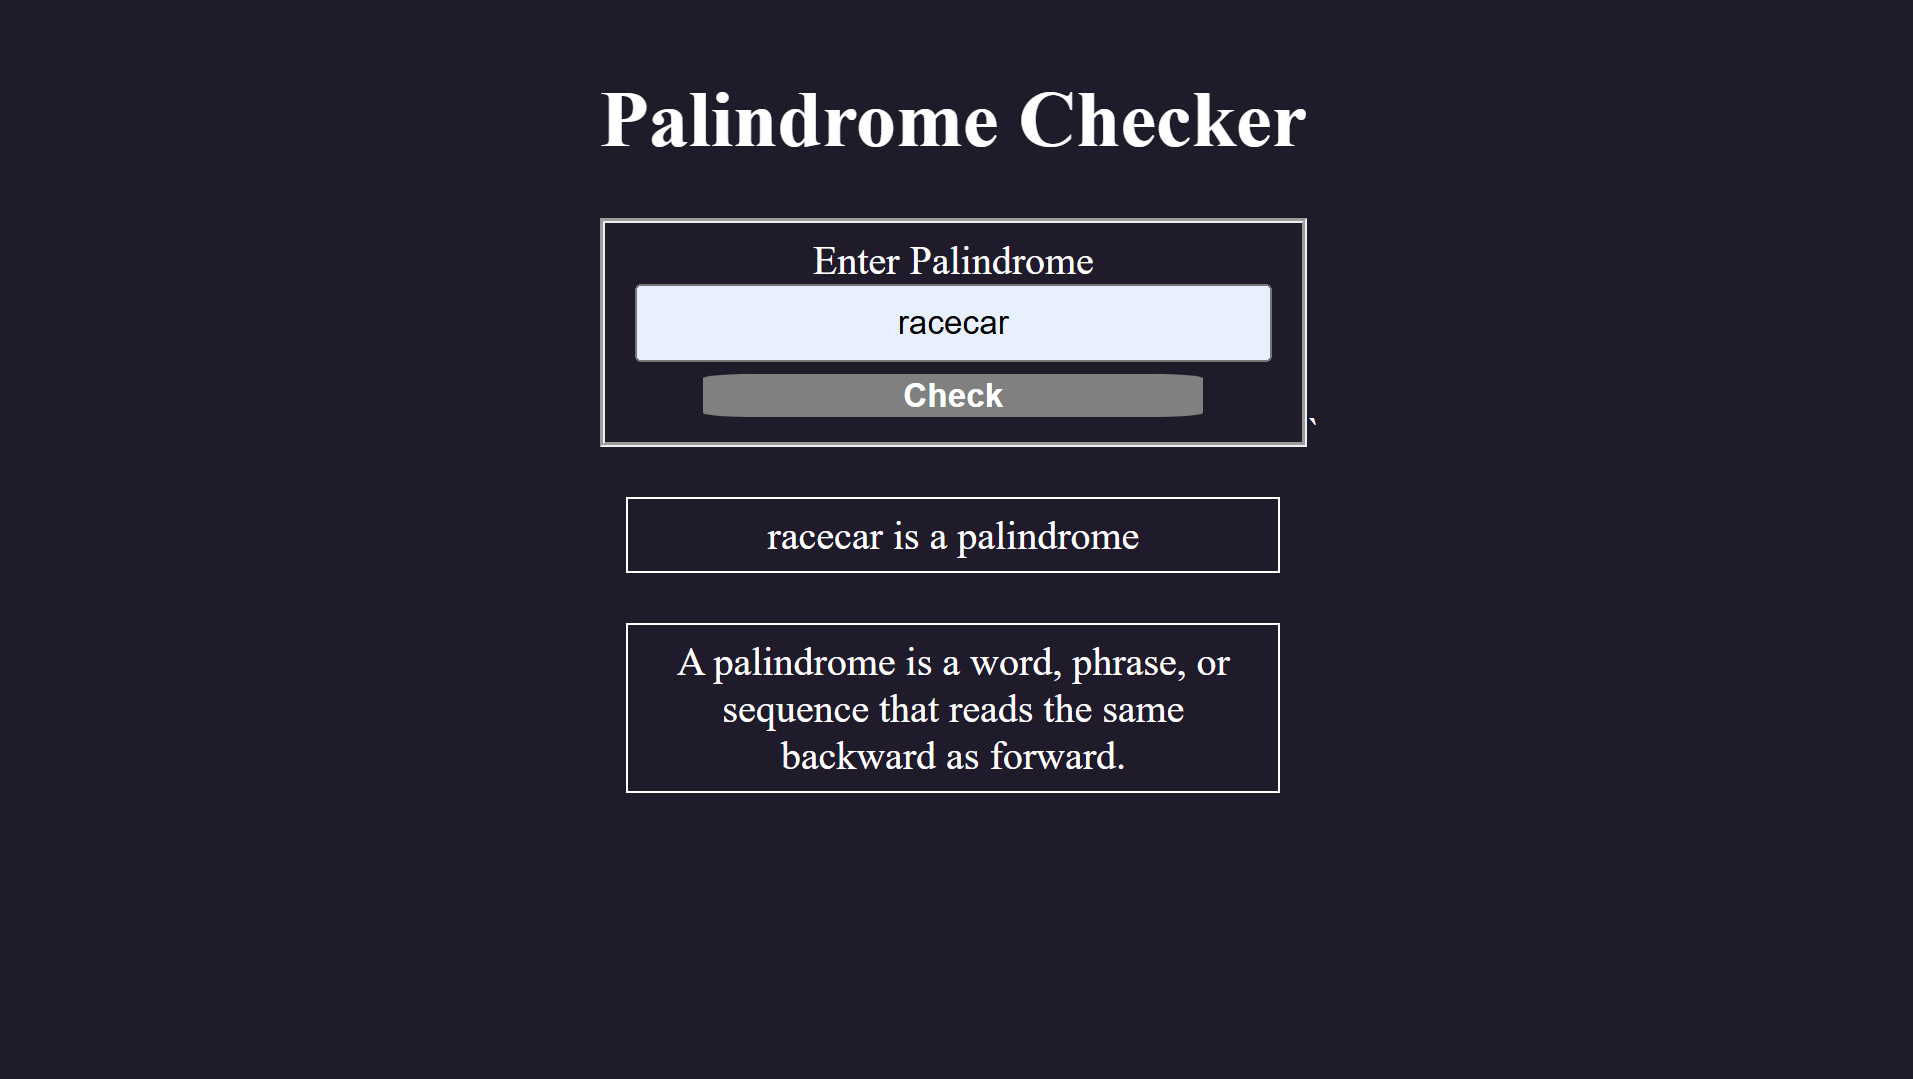 Palindrome Checker
Enter Palindrome
racecar
Check
`
racecar is a palindrome
A palindrome is a word, phrase, or
sequence that reads the same
backward as forward.